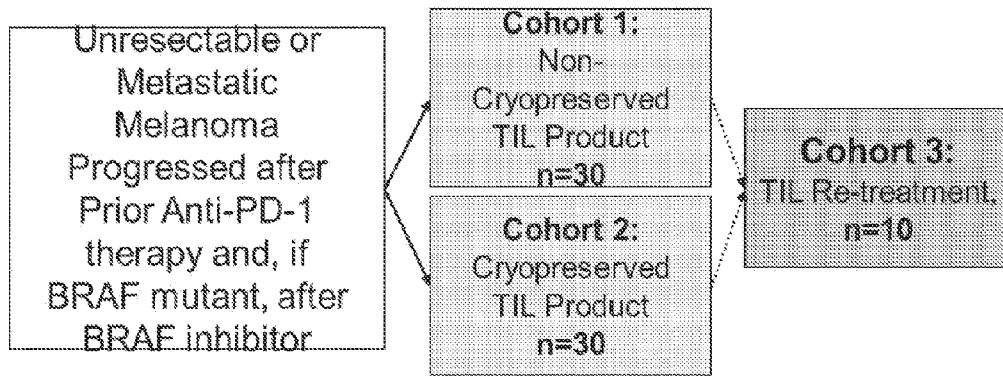 Unresectable or
Metastatic
Melanoma
Progressed after
Prior Anti-PD-1
therapy and, if
BRAF mutant, after
BRAF inhibitor
Cohort 1:
Non-
Cryopreserved
TIL Product
n=30
Cohort 2:
Cryopreserved
TIL Product
n=30
Cohort 3:
TIL Re-treatment,
n=10